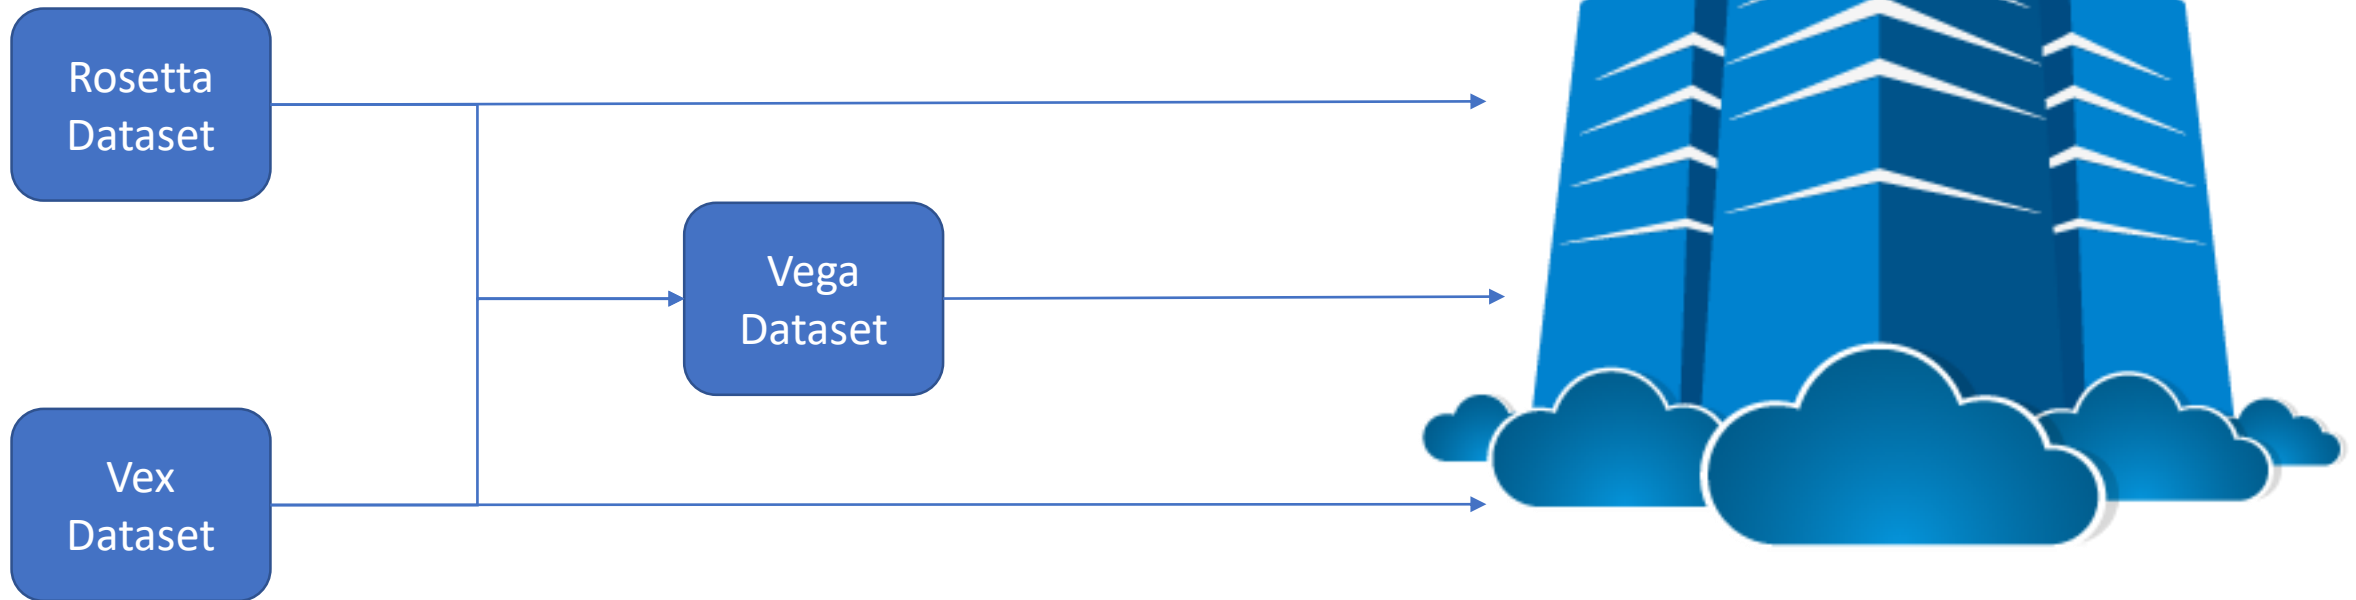 Rosetta
Dataset
Vega
Dataset
Vex
Dataset